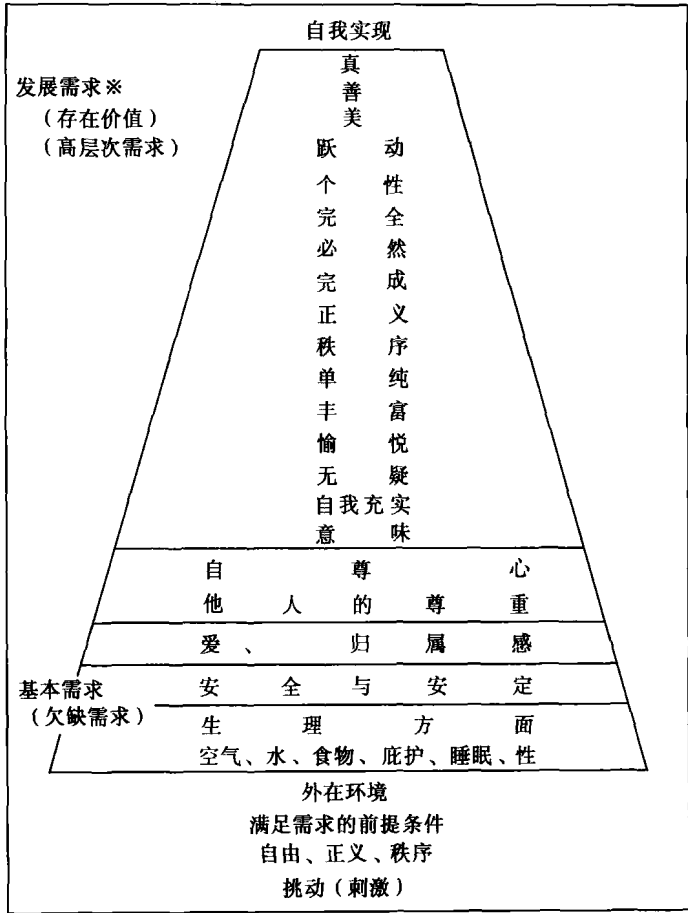 自我实现
发展需求※
（存在价值）
（高层次需求）
真
善
美
跃动
个性
完全
必然
完成
正义
秩序
单纯
丰富
愉悦
无疑
自我充实
意味
自尊心
他人的尊重
爱、归属感
基本需求
（欠缺需求）
安全与安定
生理方面
空气、水、食物、庇护、睡眠、性
外在环境
满足需求的前提条件
自由、正义、秩序
挑动（刺激）